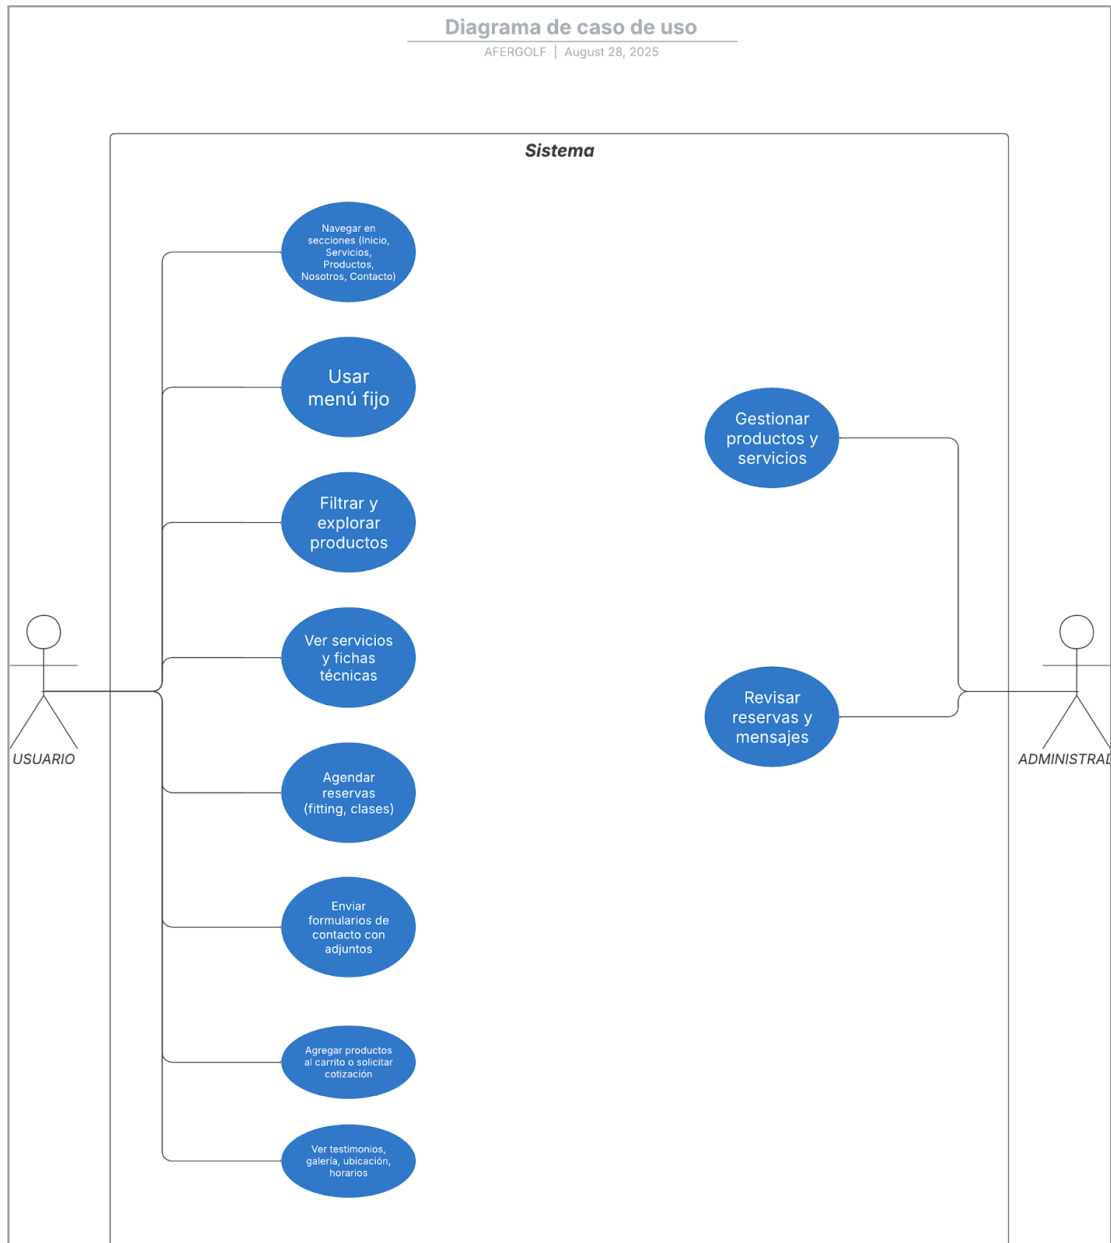 Diagrama de caso de uso
AFERGOLF | August 28, 2025
Sistema
Navegar en
secciones (Inicio,
Servicios,
Productos,
Nosotros, Contacto)
Usar
menú fijo
Filtrar y
explorar
productos
Ver servicios
y fichas
técnicas
Agendar
reservas
(fitting, clases)
Enviar
formularios de
contacto con
adjuntos
Agregar productos
al carrito o solicitar
cotización
Ver testimonios,
galería, ubicación,
horarios
Gestionar
productos y
servicios
Revisar
reservas y
mensajes
USUARIO